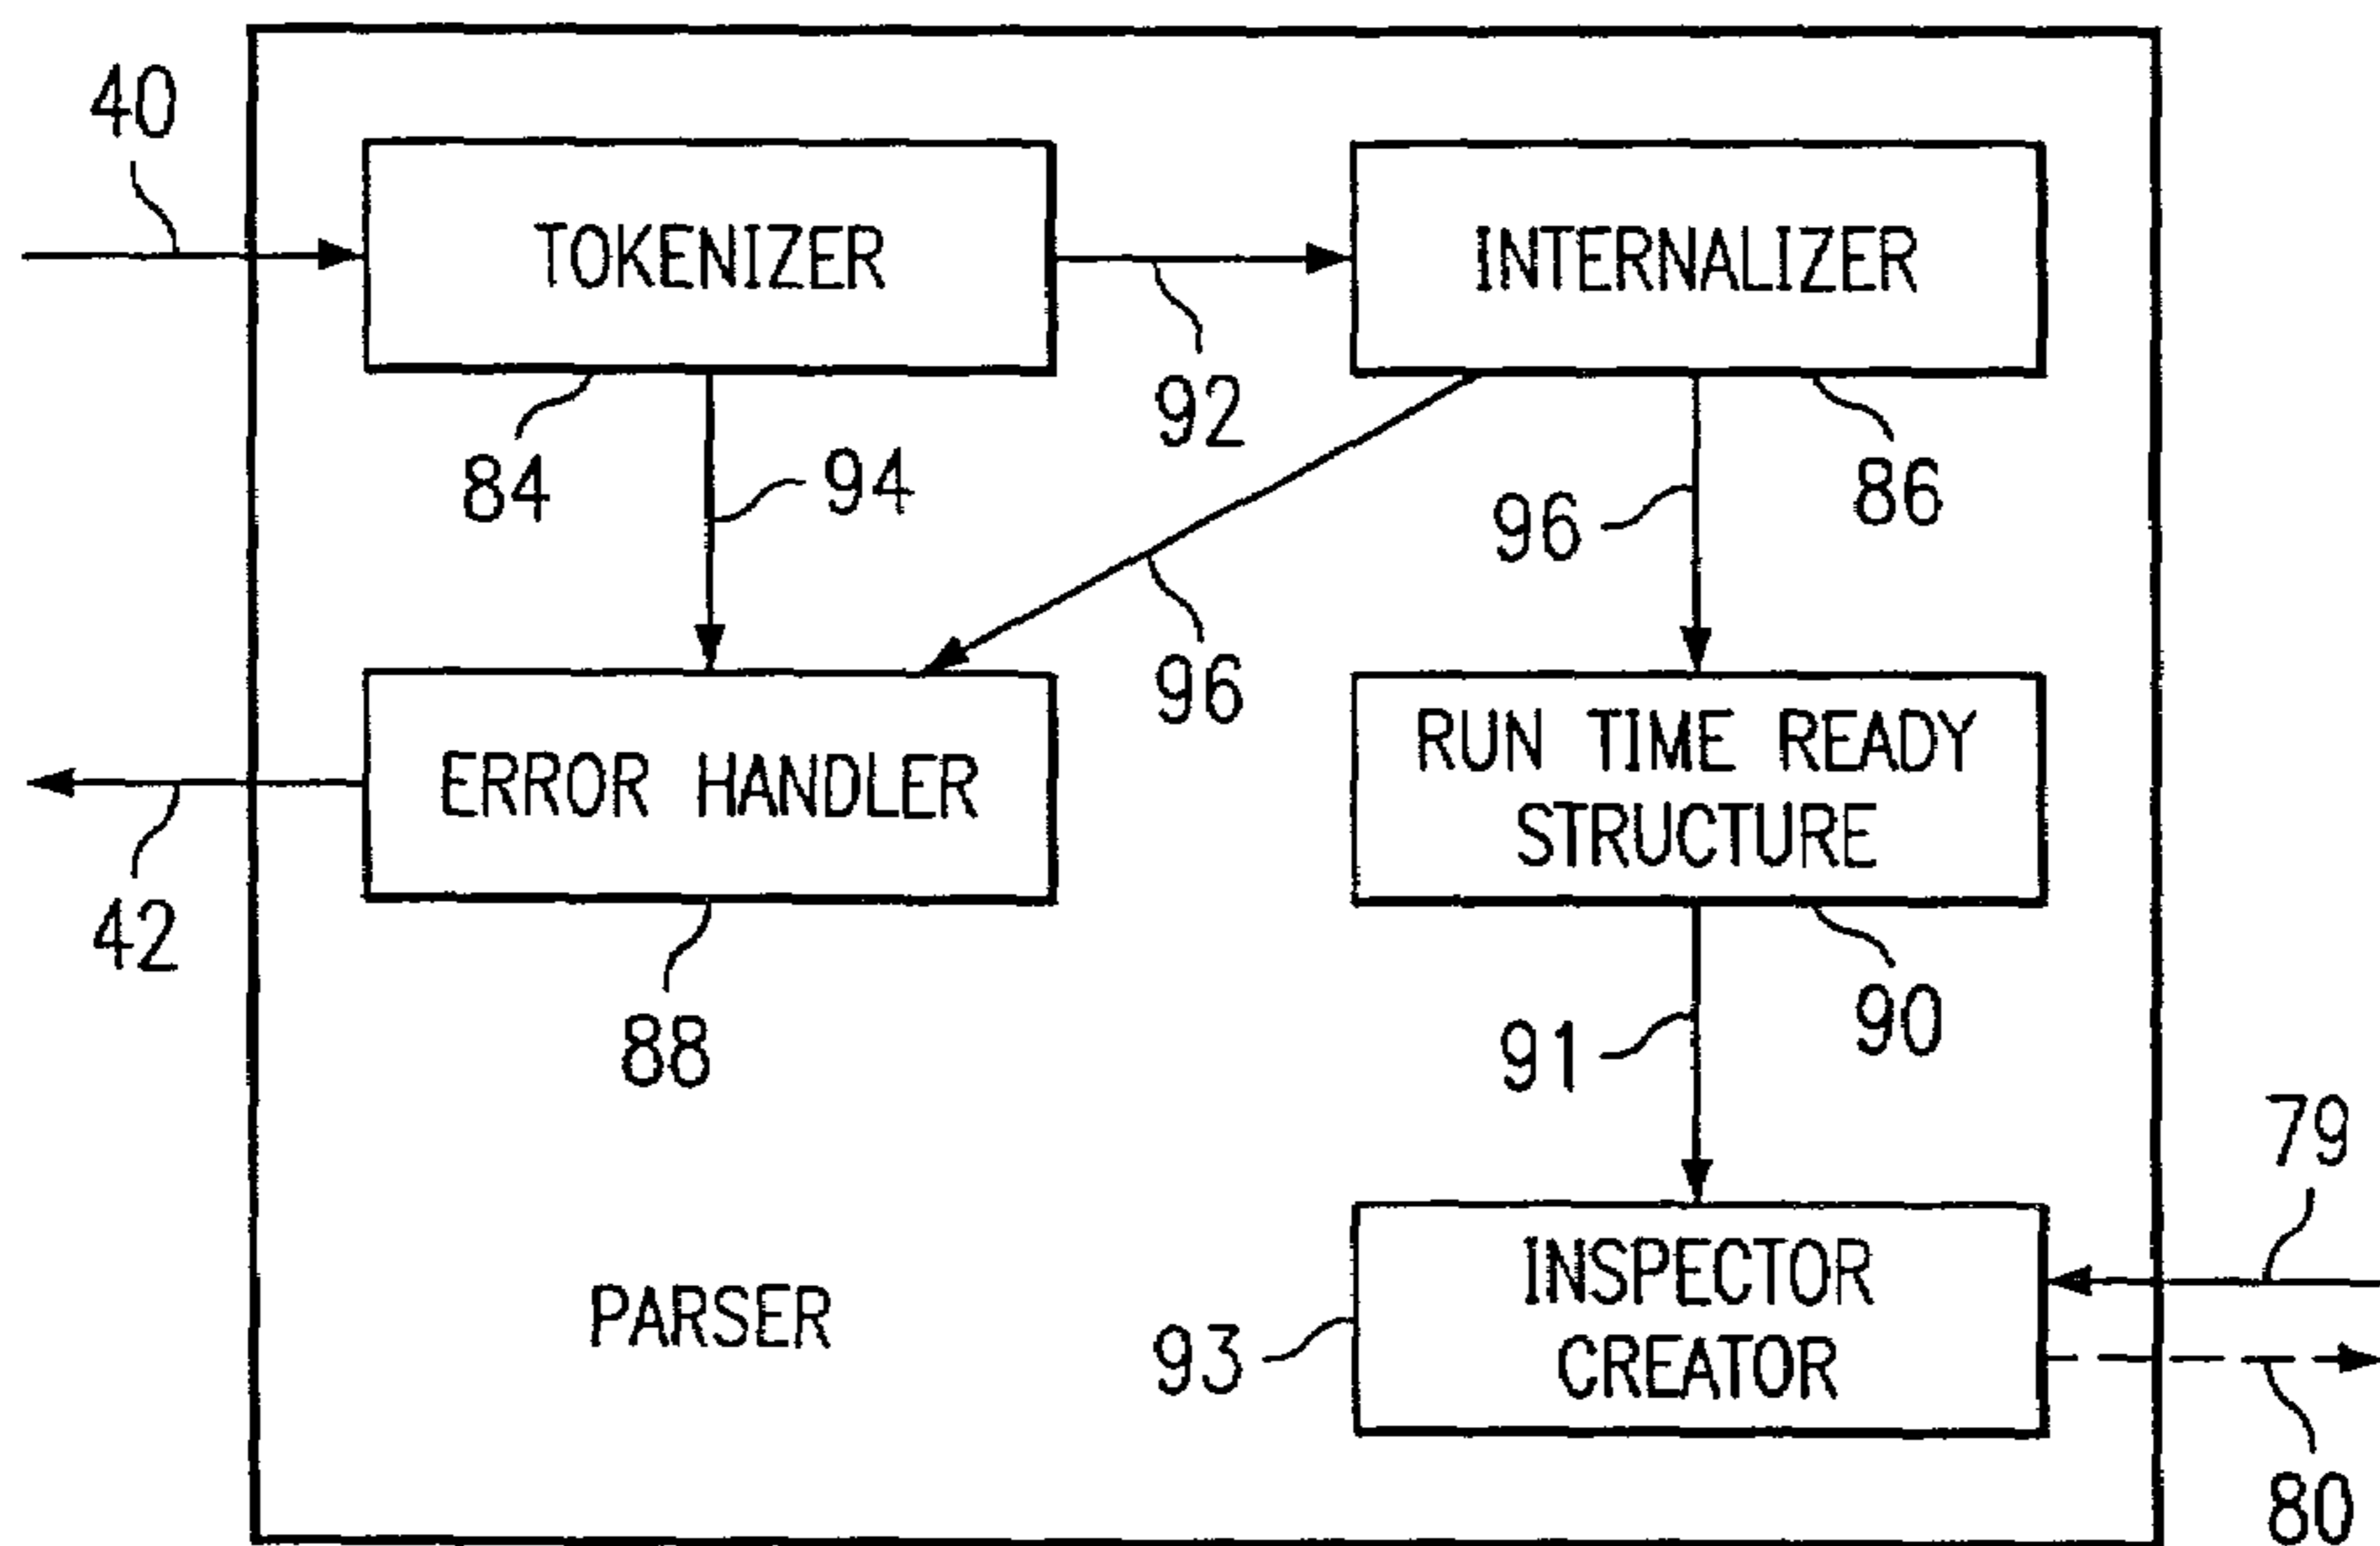 40
TOKENIZER
INTERNALIZER
92
84
94
96
86
96
ERROR HANDLER
RUN TIME READY
STRUCTURE
42
88
91
90
79
PARSER
INSPECTOR
CREATOR
93
80